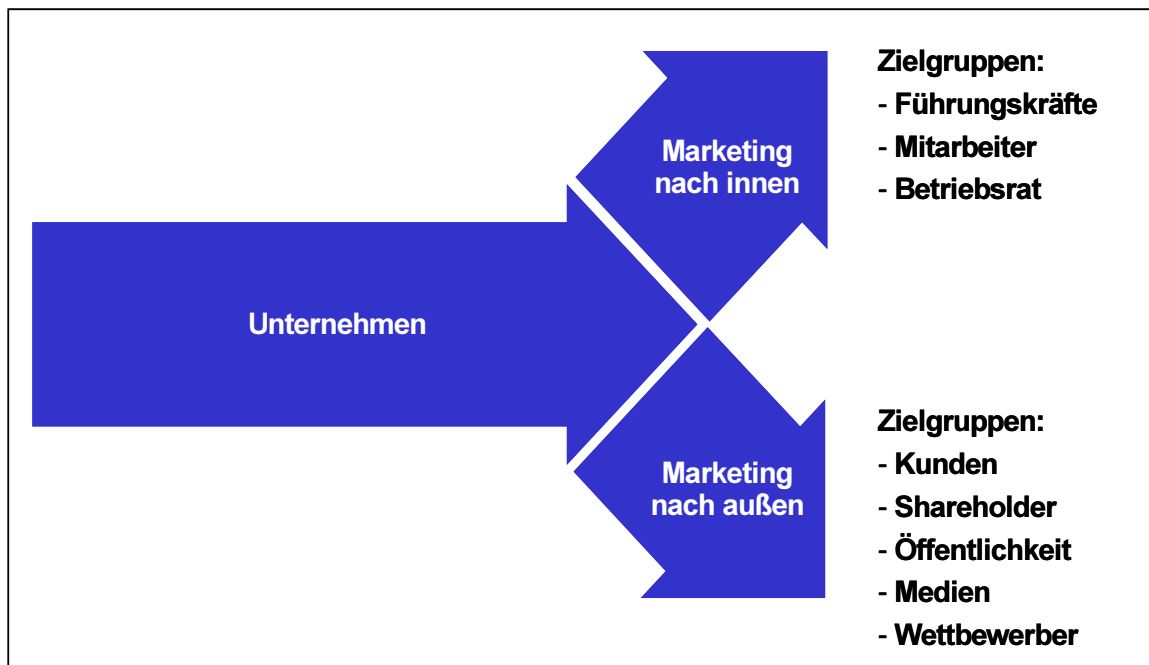 Unternehmen
Marketing
nach innen
Zielgruppen:
- Führungskräfte
- Mitarbeiter
- Betriebsrat
Marketing
nach außen
Zielgruppen:
- Kunden
- Shareholder
- Öffentlichkeit
- Medien
- Wettbewerber